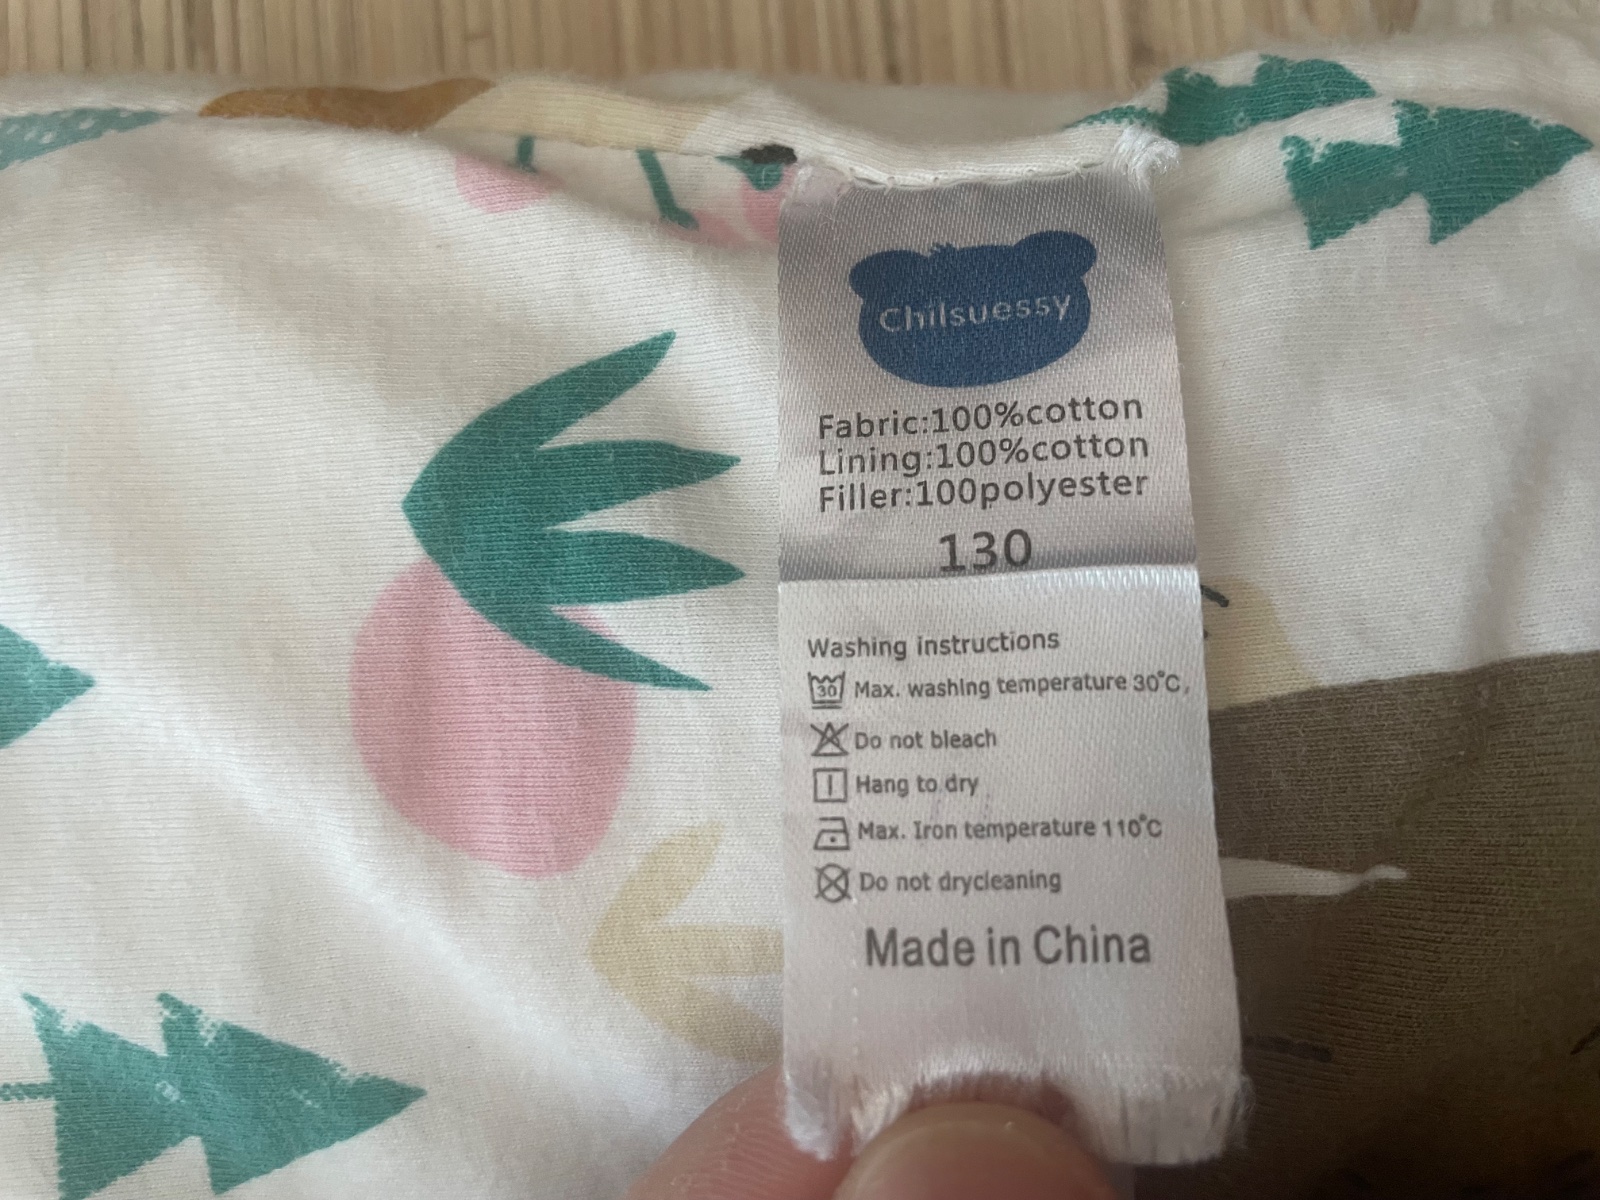 Chilsuessy
Fabric:100%cotton
Lining:100%cotton
Filler:100polyester
130
Washing instructions
30 Max. washing temperature 30°C,
Do not bleach
Hang to dry
Max. Iron temperature 110°C
Do not drycleaning
Made in China